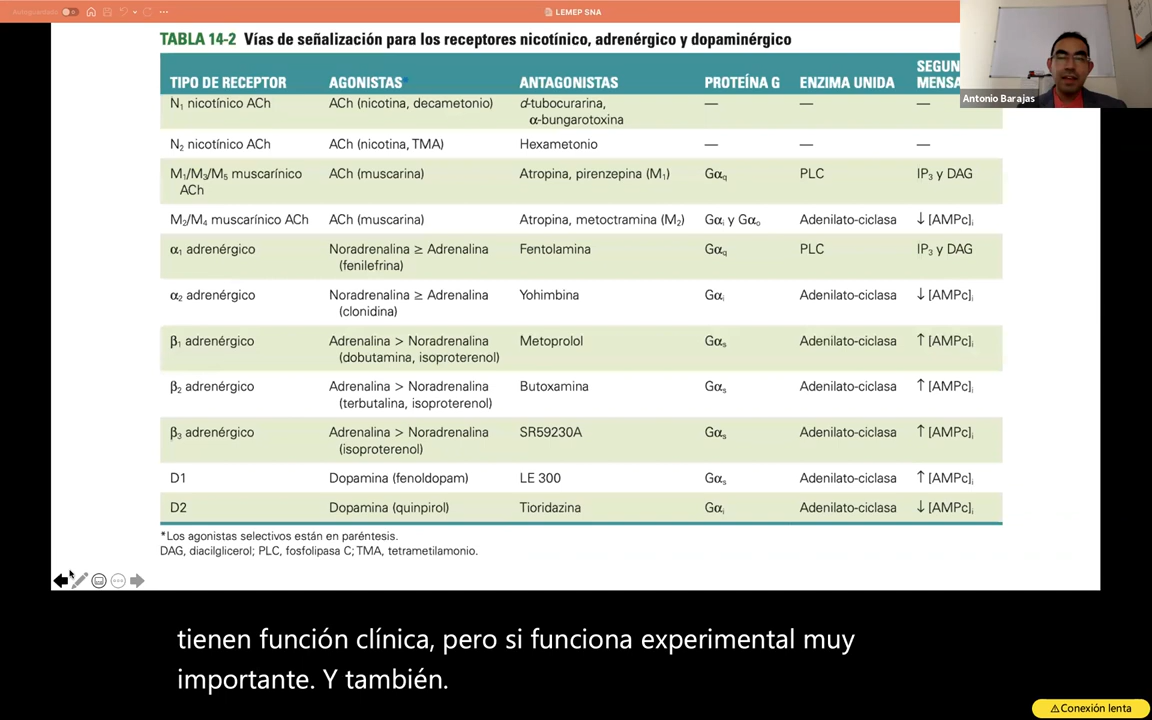 Autoguardado
LEMEP SNA
TABLA 14-2 Vías de señalización para los receptores nicotínico, adrenérgico y dopaminérgico
TIPO DE RECEPTOR AGONISTAS* ANTAGONISTAS PROTEÍNA G ENZIMA UNIDA SEGUN
MENSA
Antonio Barajas
N₁ nicotínico ACh ACh (nicotina, decametonio) d-tubocurarina, — — —
α-bungarotoxina
N₂ nicotínico ACh ACh (nicotina, TMA) Hexametonio — — —
M₁/M₃/M₅ muscarínico ACh (muscarina) Atropina, pirenzepina (M₁) Gαq PLC IP₃ y DAG
ACh
M₂/M₄ muscarínico ACh ACh (muscarina) Atropina, metoctramina (M₂) Gαᵢ y Gαₒ Adenilato-ciclasa ↓ [AMPc]ᵢ
α₁ adrenérgico Noradrenalina ≥ Adrenalina Fentolamina Gαq PLC IP₃ y DAG
(fenilefrina)
α₂ adrenérgico Noradrenalina ≥ Adrenalina Yohimbina Gαᵢ Adenilato-ciclasa ↓ [AMPc]ᵢ
(clonidina)
β₁ adrenérgico Adrenalina > Noradrenalina Metoprolol Gαₛ Adenilato-ciclasa ↑ [AMPc]ᵢ
(dobutamina, isoproterenol)
β₂ adrenérgico Adrenalina > Noradrenalina Butoxamina Gαₛ Adenilato-ciclasa ↑ [AMPc]ᵢ
(terbutalina, isoproterenol)
β₃ adrenérgico Adrenalina > Noradrenalina SR59230A Gαₛ Adenilato-ciclasa ↑ [AMPc]ᵢ
(isoproterenol)
D1 Dopamina (fenoldopam) LE 300 Gαₛ Adenilato-ciclasa ↑ [AMPc]ᵢ
D2 Dopamina (quinpirol) Tioridazina Gαᵢ Adenilato-ciclasa ↓ [AMPc]ᵢ
*Los agonistas selectivos están en paréntesis.
DAG, diacilglicerol; PLC, fosfolipasa C; TMA, tetrametilamonio.
tienen función clínica, pero si funciona experimental muy
importante. Y también.
⚠Conexión lenta